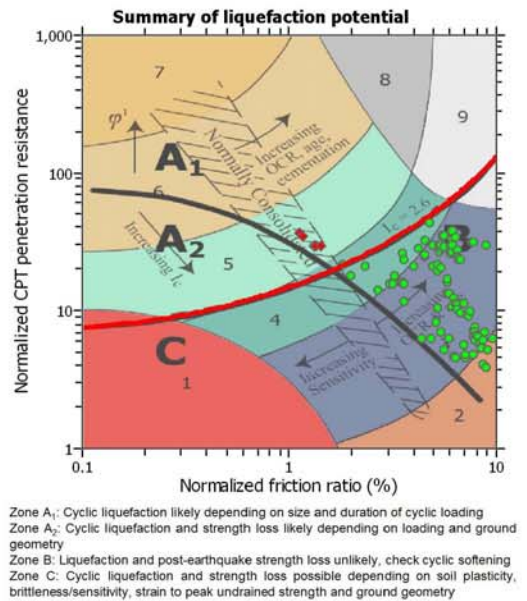 Summary of liquefaction potential
1,000
7
8
9
φ'
Increasing
OCR, age,
cementation
Normally Consolidated
A1
100
6
A2
Increasing Ic
5
Ic = 2.6
B
Normalized CPT penetration resistance
10
4
C
1
Increasing
Sensitivity
Increasing
2
1
0.1
1
10
Normalized friction ratio (%)
Zone A1: Cyclic liquefaction likely depending on size and duration of cyclic loading
Zone A2: Cyclic liquefaction and strength loss likely depending on loading and ground
geometry
Zone B: Liquefaction and post-earthquake strength loss unlikely, check cyclic softening
Zone C: Cyclic liquefaction and strength loss possible depending on soil plasticity,
brittleness/sensitivity, strain to peak undrained strength and ground geometry